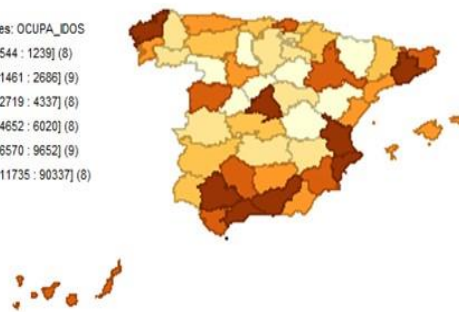 es: OCUPA_IDOS
544 : 1239] (8)
1461 : 2686] (9)
2719 : 4337] (8)
4652 : 6020] (8)
6570 : 9652] (9)
11735 : 90337] (8)